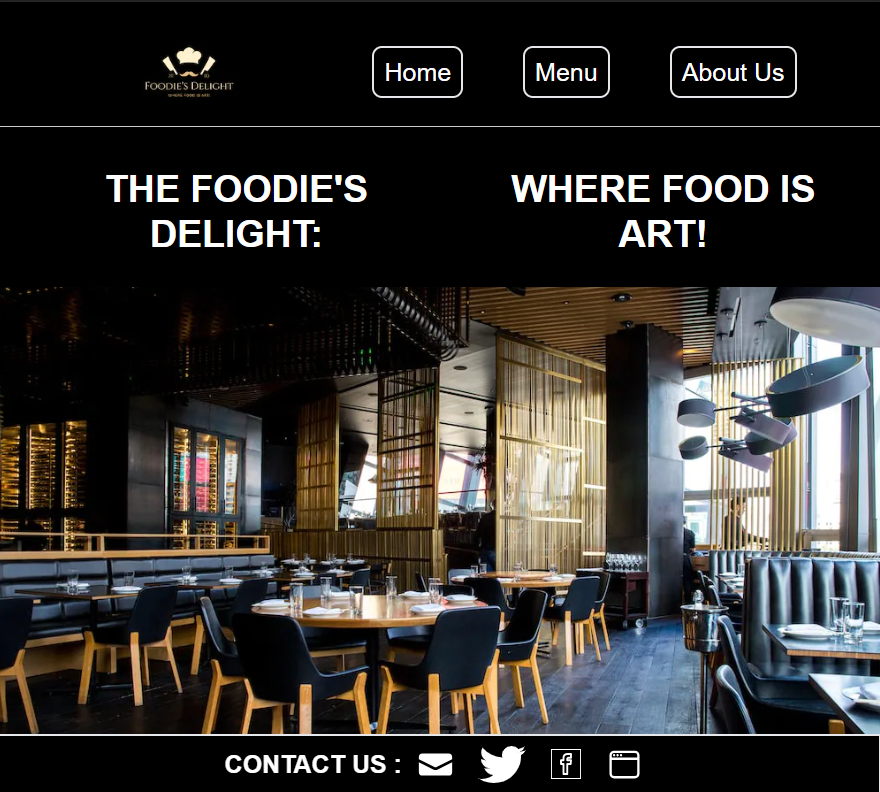 FOODIE'S DELIGHT
WHERE FOOD IS ART!
Home
Menu
About Us
THE FOODIE'S
DELIGHT:
WHERE FOOD IS
ART!
CONTACT US :